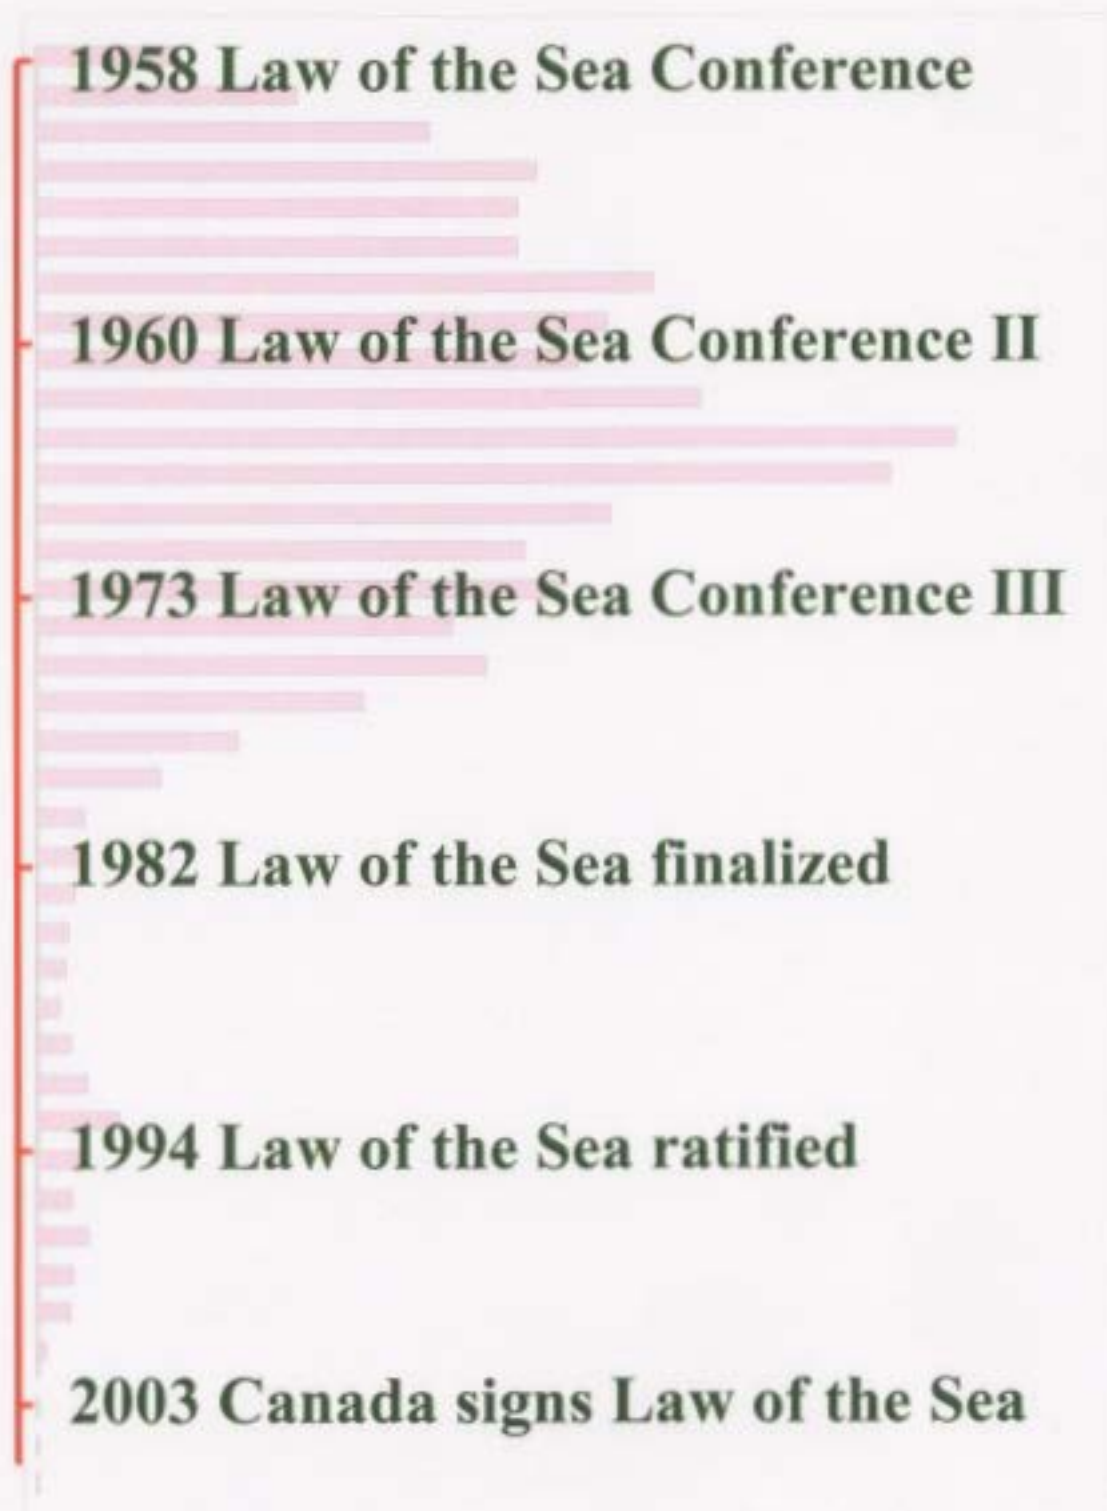 1958 Law of the Sea Conference
1960 Law of the Sea Conference II
1973 Law of the Sea Conference III
1982 Law of the Sea finalized
1994 Law of the Sea ratified
2003 Canada signs Law of the Sea